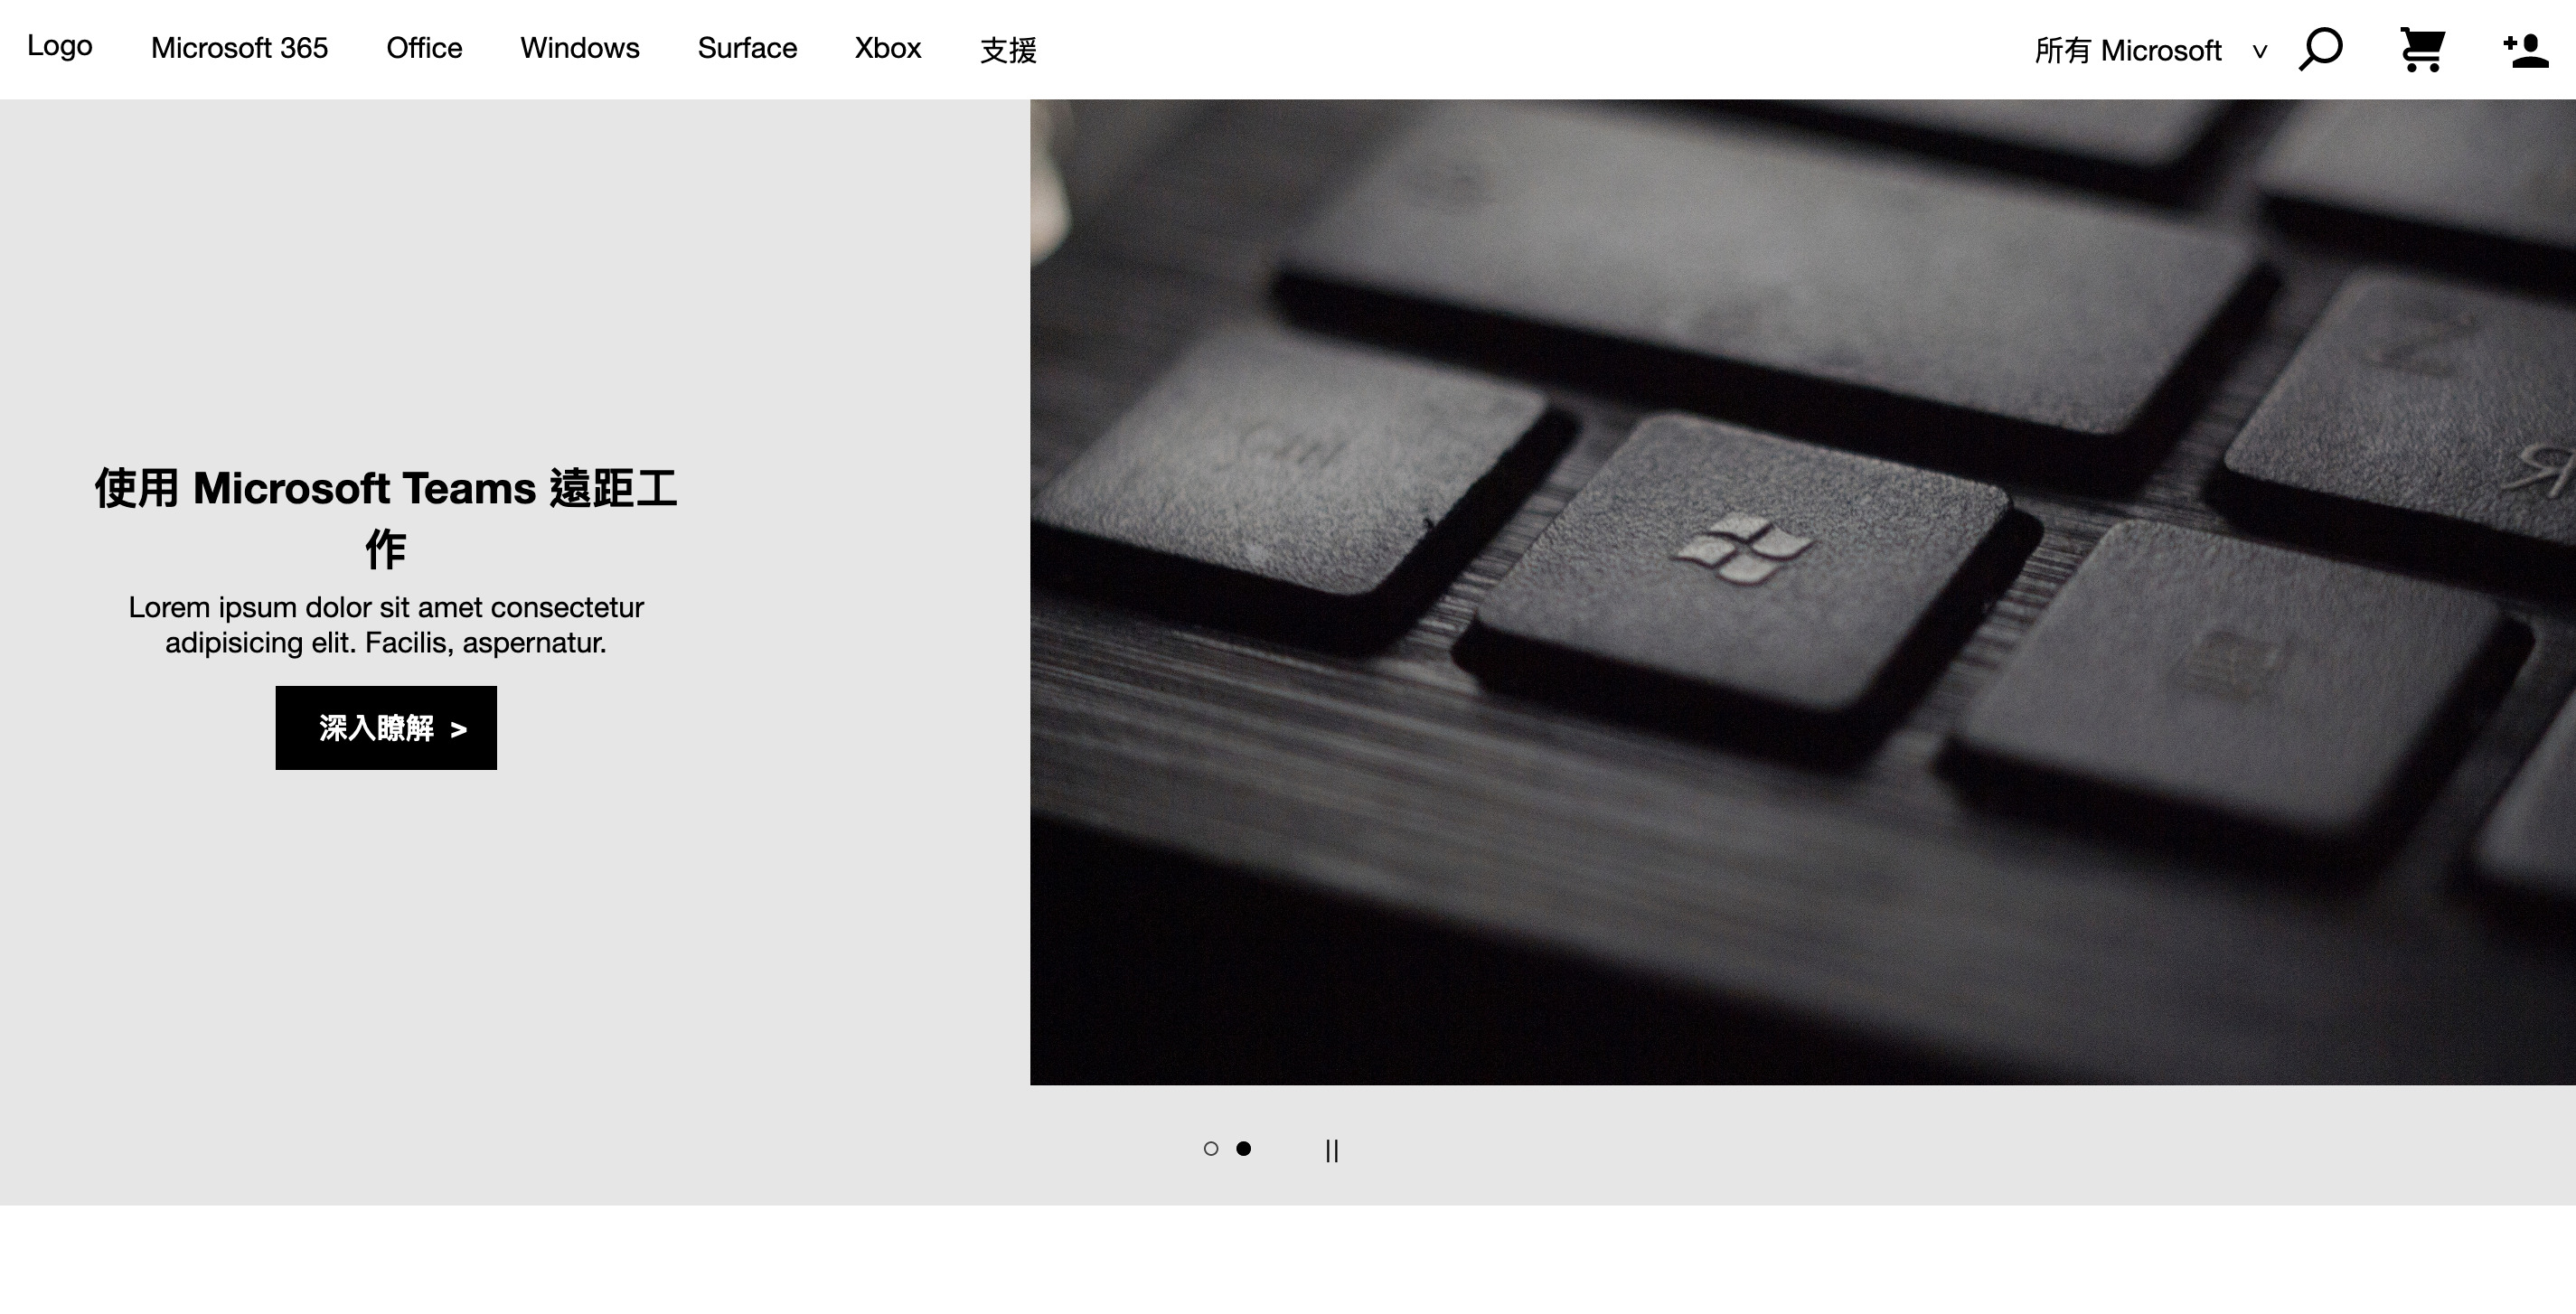 Logo Microsoft 365 Office Windows Surface Xbox 支援 所有 Microsoft v
使用 Microsoft Teams 遠距工
作
Lorem ipsum dolor sit amet consectetur
adipisicing elit. Facilis, aspernatur.
深入瞭解 >